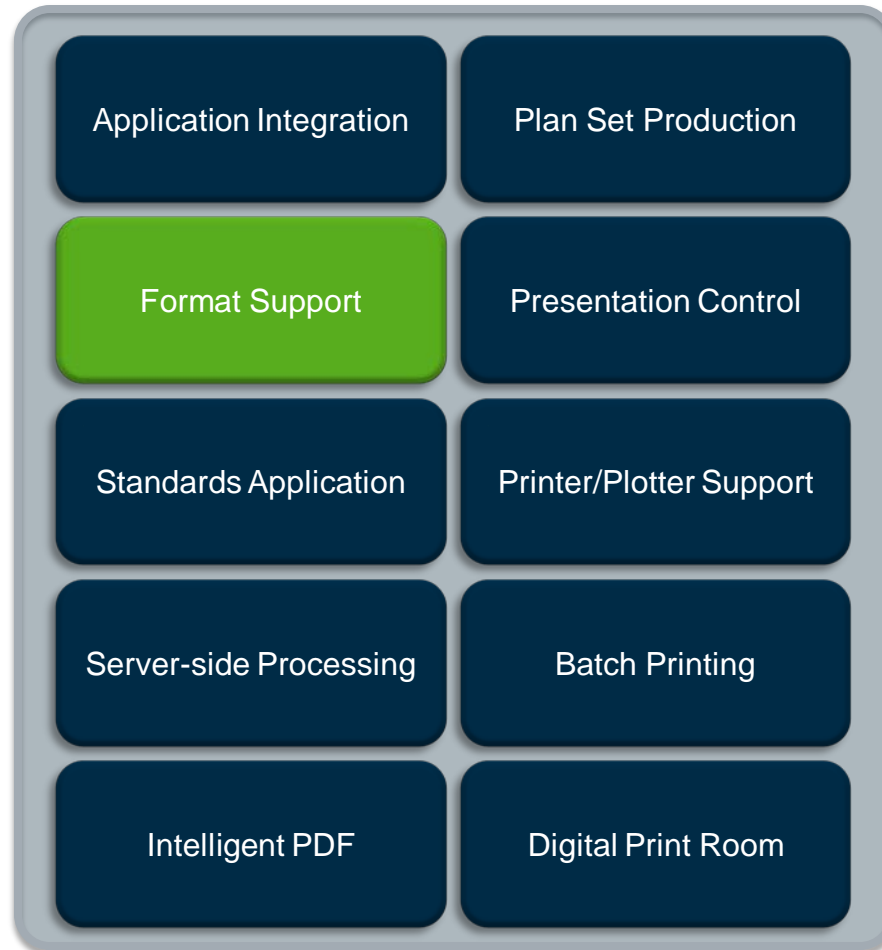 Application Integration
Plan Set Production
Format Support
Presentation Control
Standards Application
Printer/Plotter Support
Server-side Processing
Batch Printing
Intelligent PDF
Digital Print Room